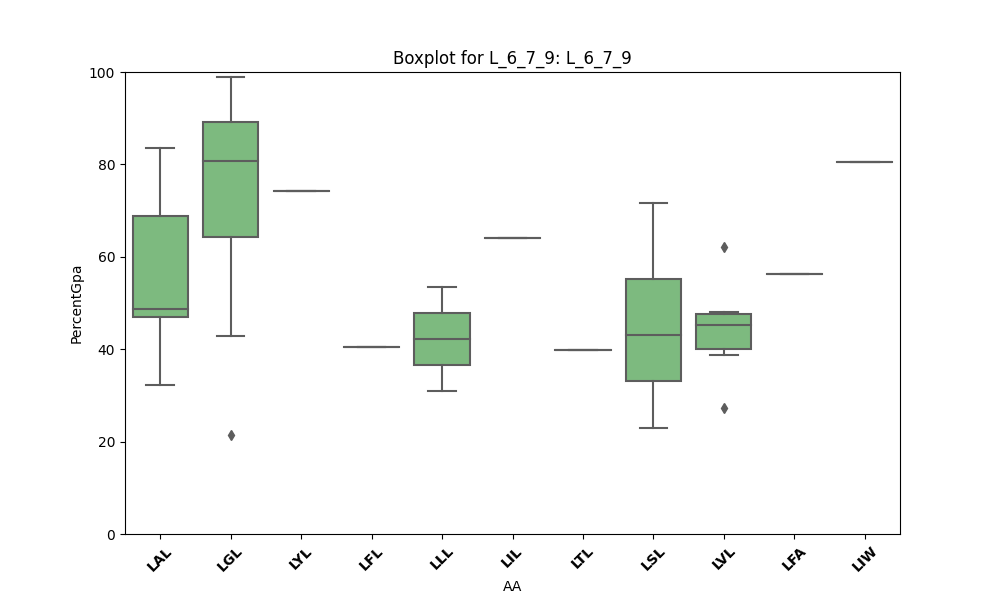 Boxplot for L_6_7_9: L_6_7_9
PercentGpa
100
80
60
40
20
0
LAL
LGL
LYL
LFL
LLL
LIL
LTL
LSL
LVL
LFA
LIW
AA